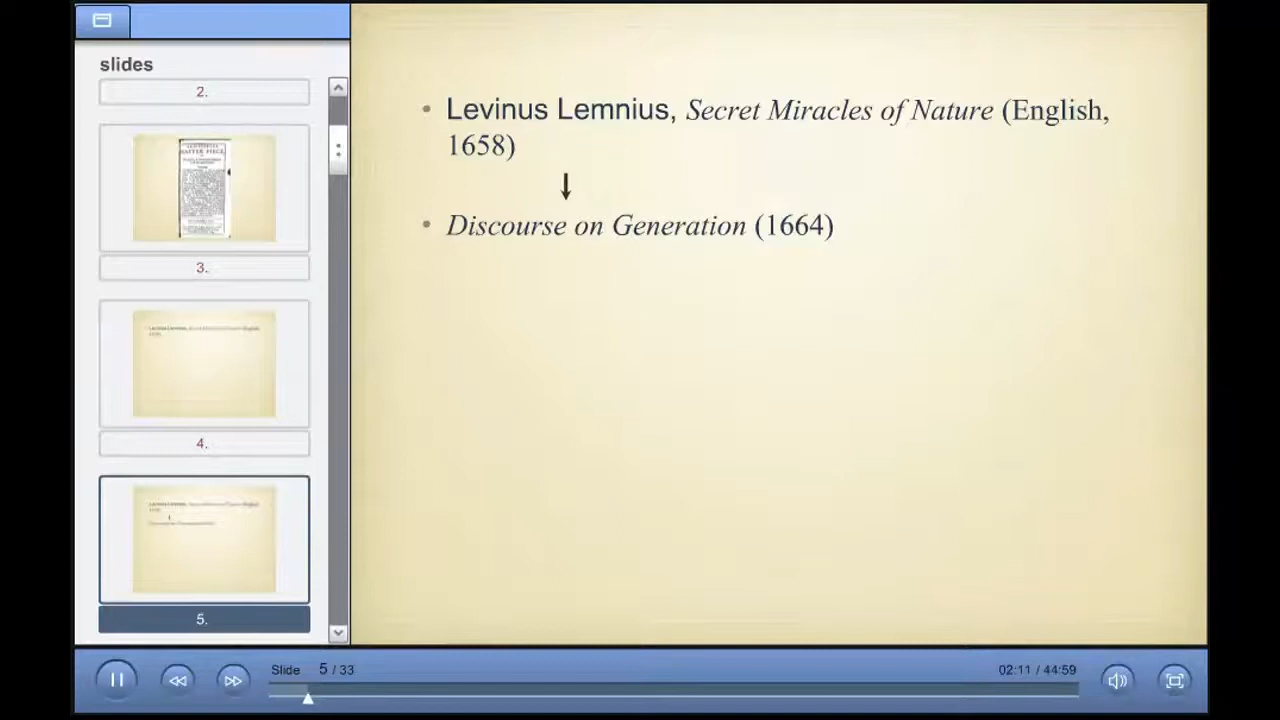 slides
2.
3.
4.
5.
• Levinus Lemnius, Secret Miracles of Nature (English,
1658)
↓
• Discourse on Generation (1664)
Slide 5 / 33
02:11 / 44:59